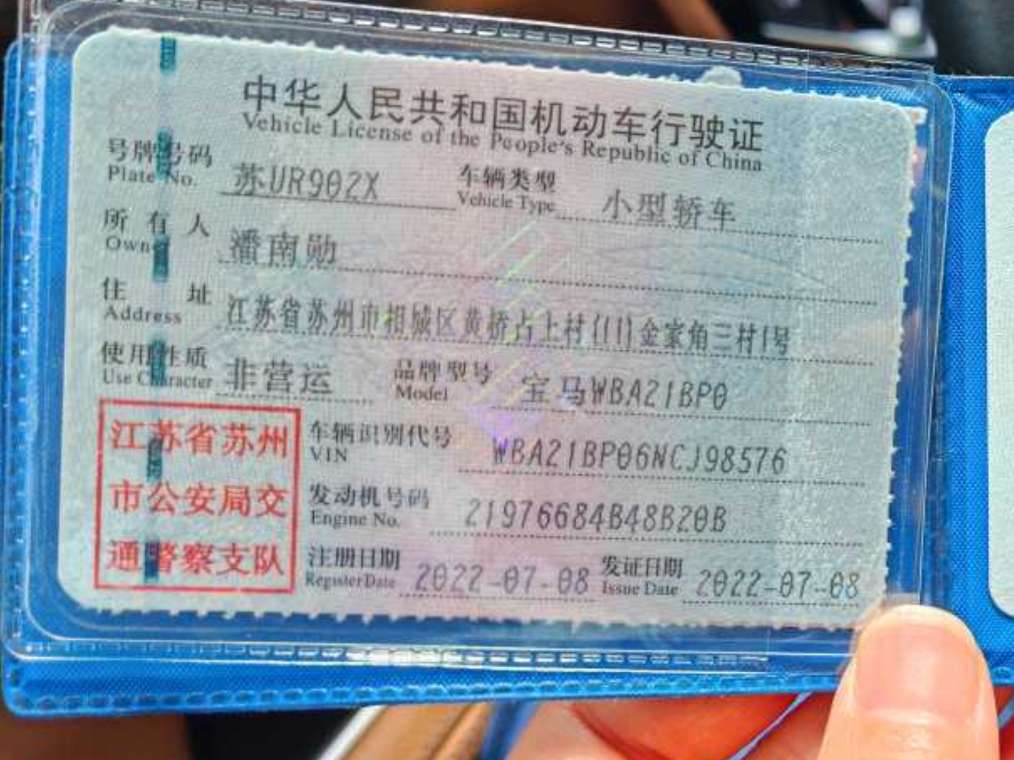 中华人民共和国机动车行驶证
Vehicle License of the People's Republic of China
号牌号码 苏UR902X 车辆类型 小型轿车
Plate No. Vehicle Type
所有人 潘南勋
Owner
住址 江苏省苏州市相城区黄桥占上村(11)金家角三村1号
Address
使用性质 非营运 品牌型号 宝马WBA21BP0
Use Character Model
江苏省苏州 车辆识别代号 WBA21BP06NCJ98576
VIN
市公安局交 发动机号码 21976684B48B20B
Engine No.
通警察支队 注册日期 2022-07-08 发证日期 2022-07-08
Register Date Issue Date